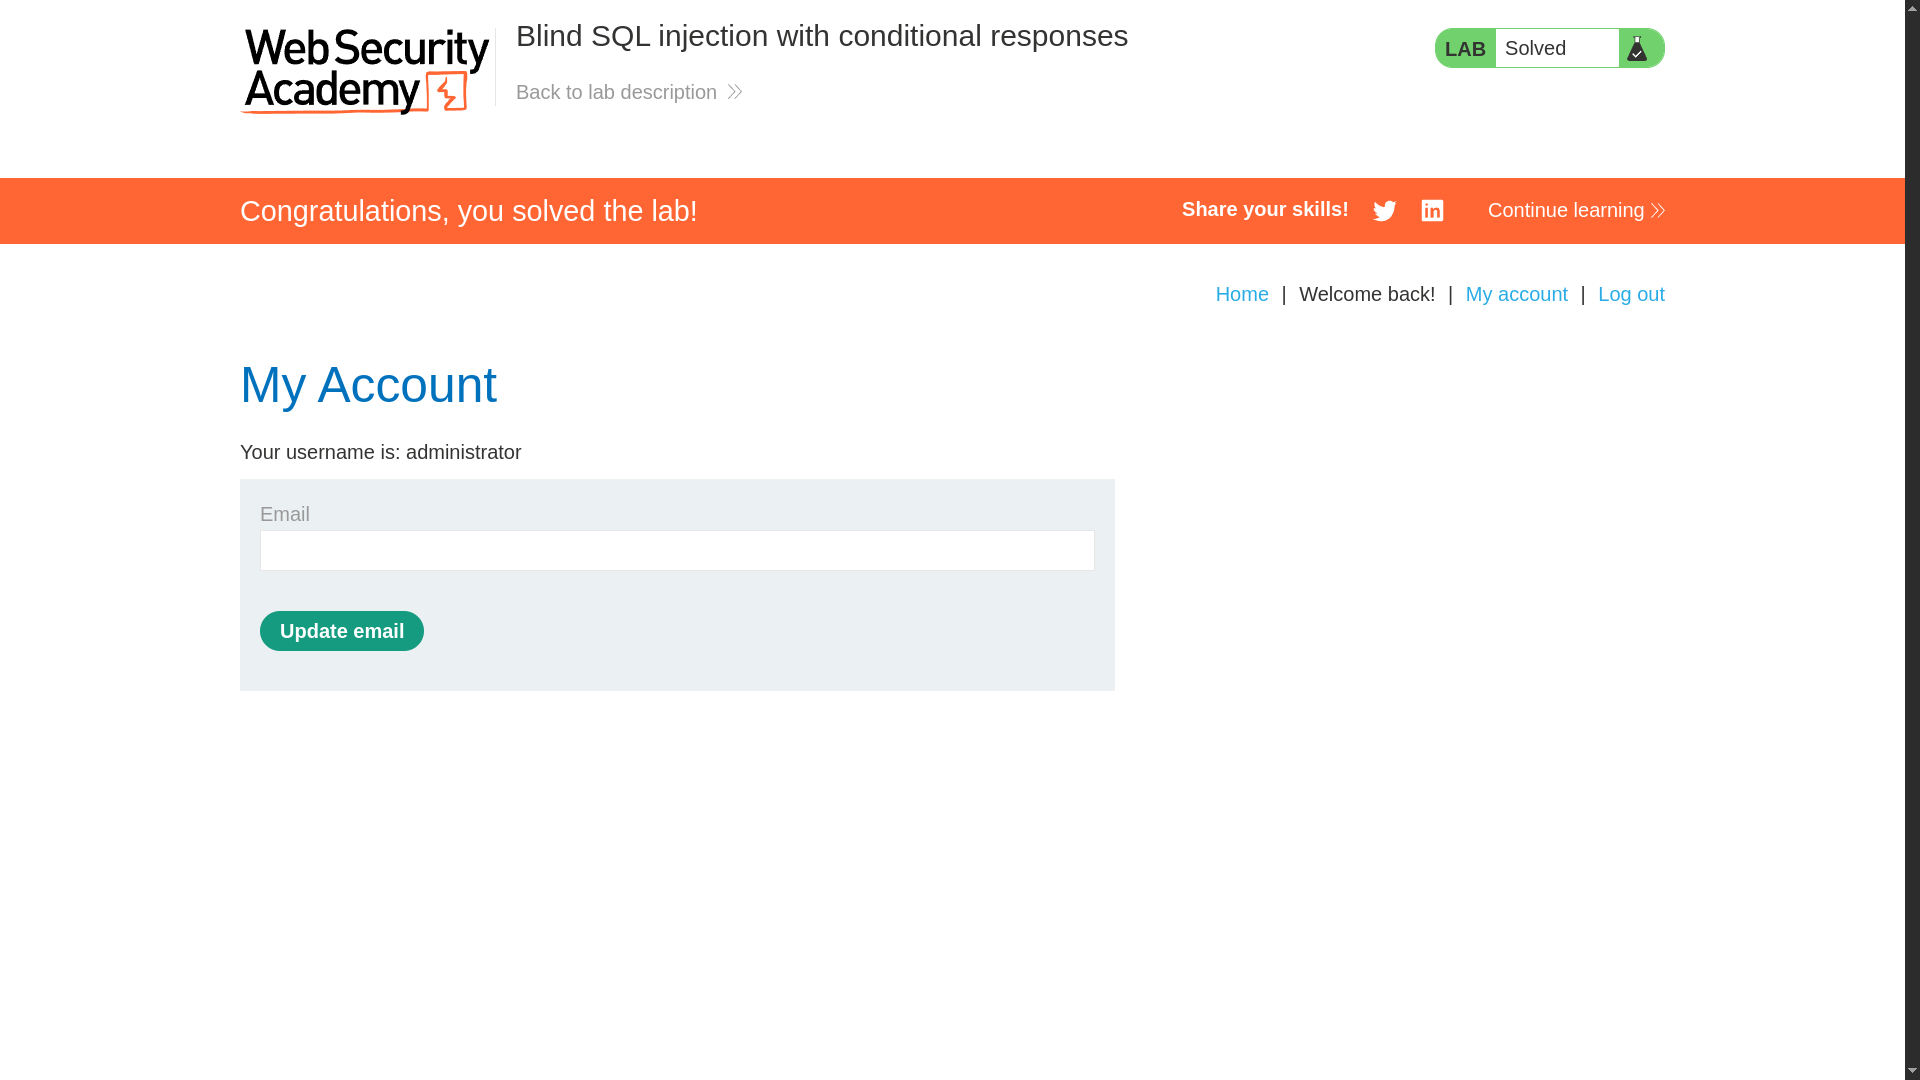 Web Security
Academy
Blind SQL injection with conditional responses
Back to lab description
LAB Solved
Congratulations, you solved the lab!
Share your skills!
Continue learning
Home | Welcome back! | My account | Log out
My Account
Your username is: administrator
Email
Update email